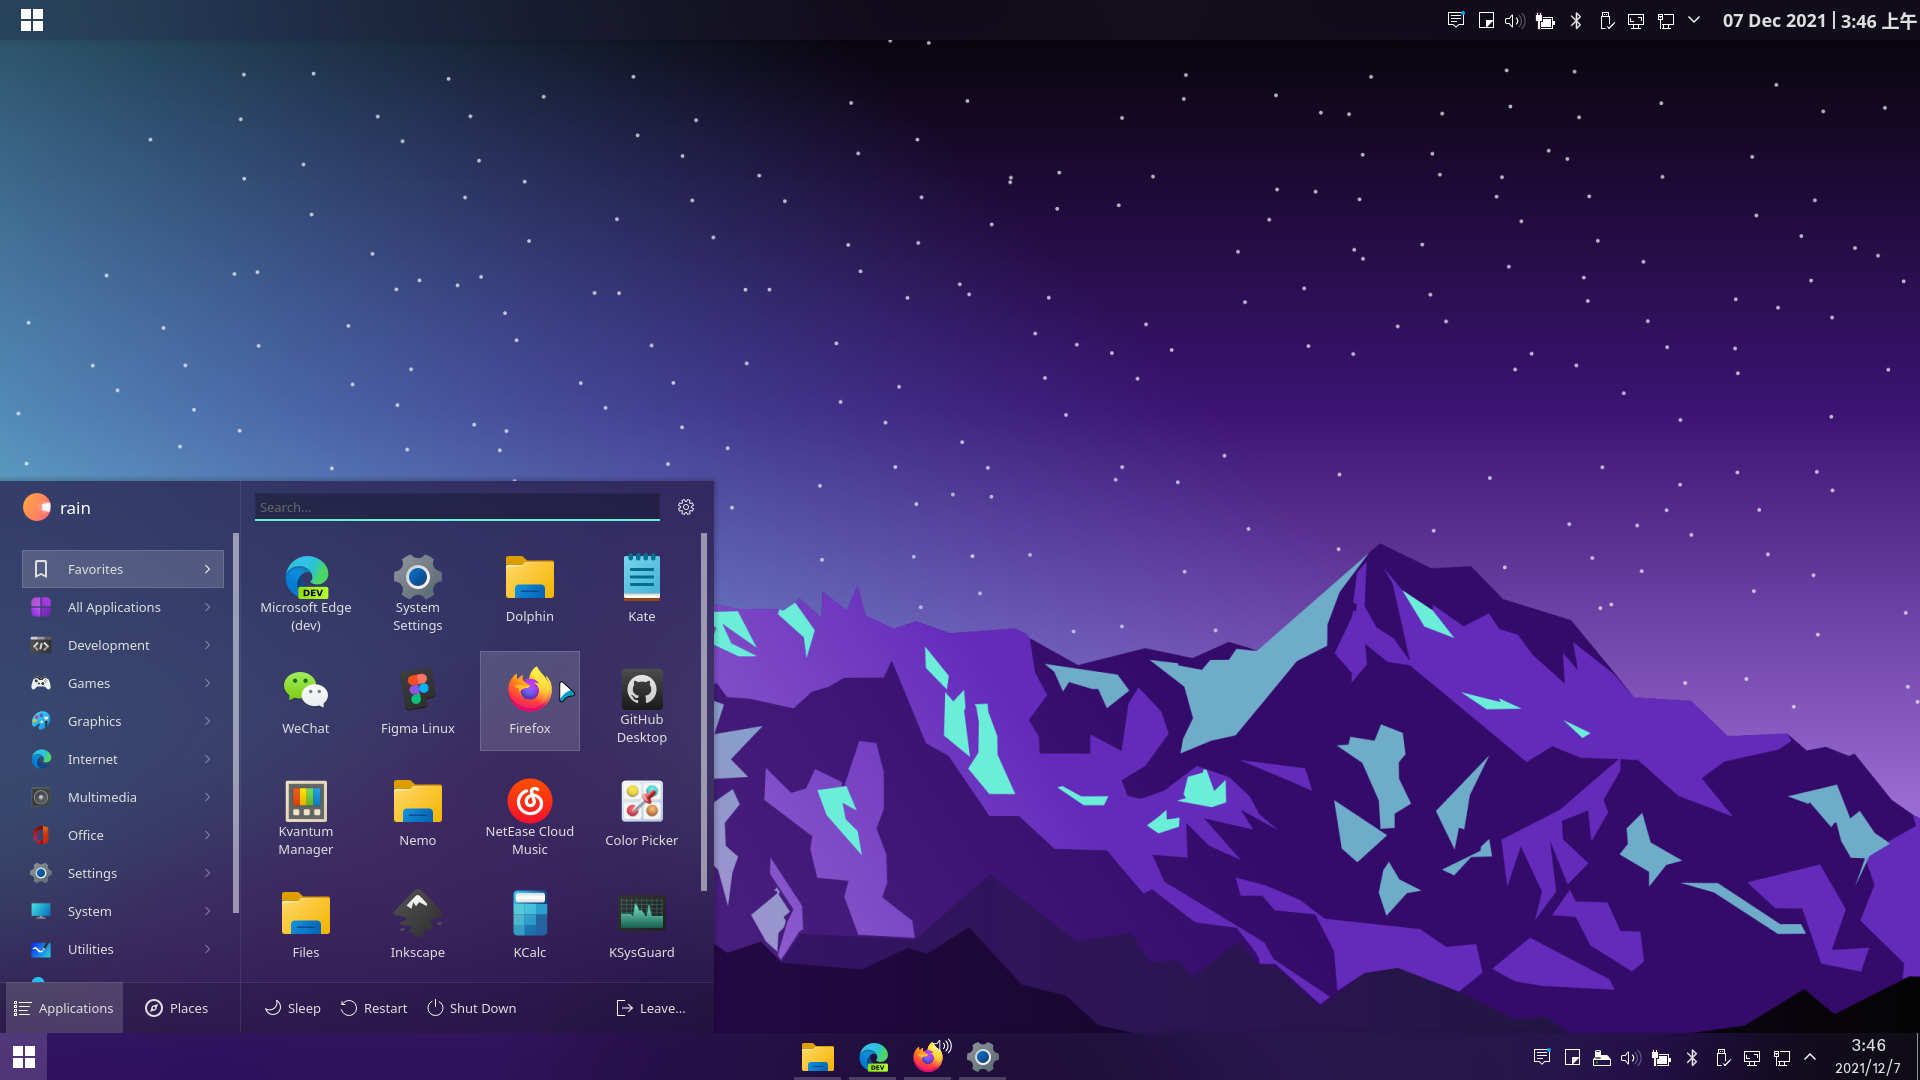 07 Dec 2021 | 3:46 上午
rain
Search...
Favorites
All Applications
Development
Games
Graphics
Internet
Multimedia
Office
Settings
System
Utilities
DEV
Microsoft Edge
(dev)
System
Settings
Dolphin
Kate
WeChat
Figma Linux
Firefox
GitHub
Desktop
Kvantum
Manager
Nemo
NetEase Cloud
Music
Color Picker
Files
Inkscape
KCalc
KSysGuard
Applications
Places
Sleep
Restart
Shut Down
Leave...
DEV
3:46
2021/12/7